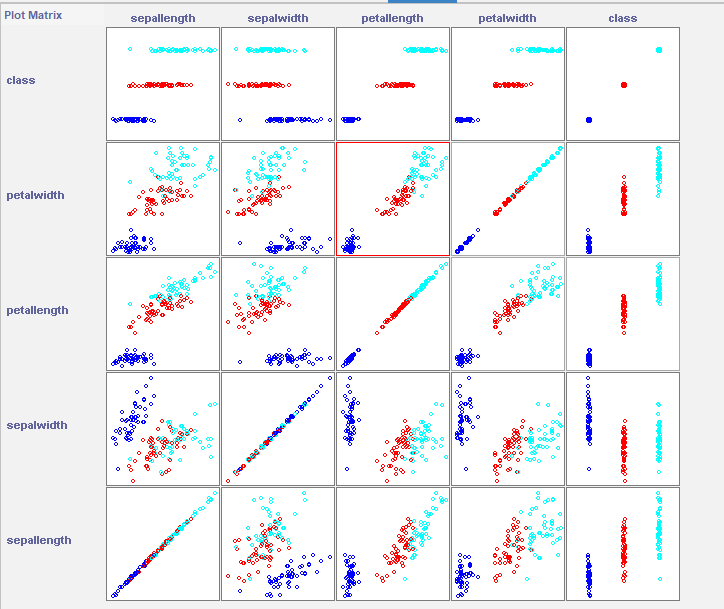 Plot Matrix
sepallength sepalwidth petallength petalwidth class
class
petalwidth
petallength
sepalwidth
sepallength